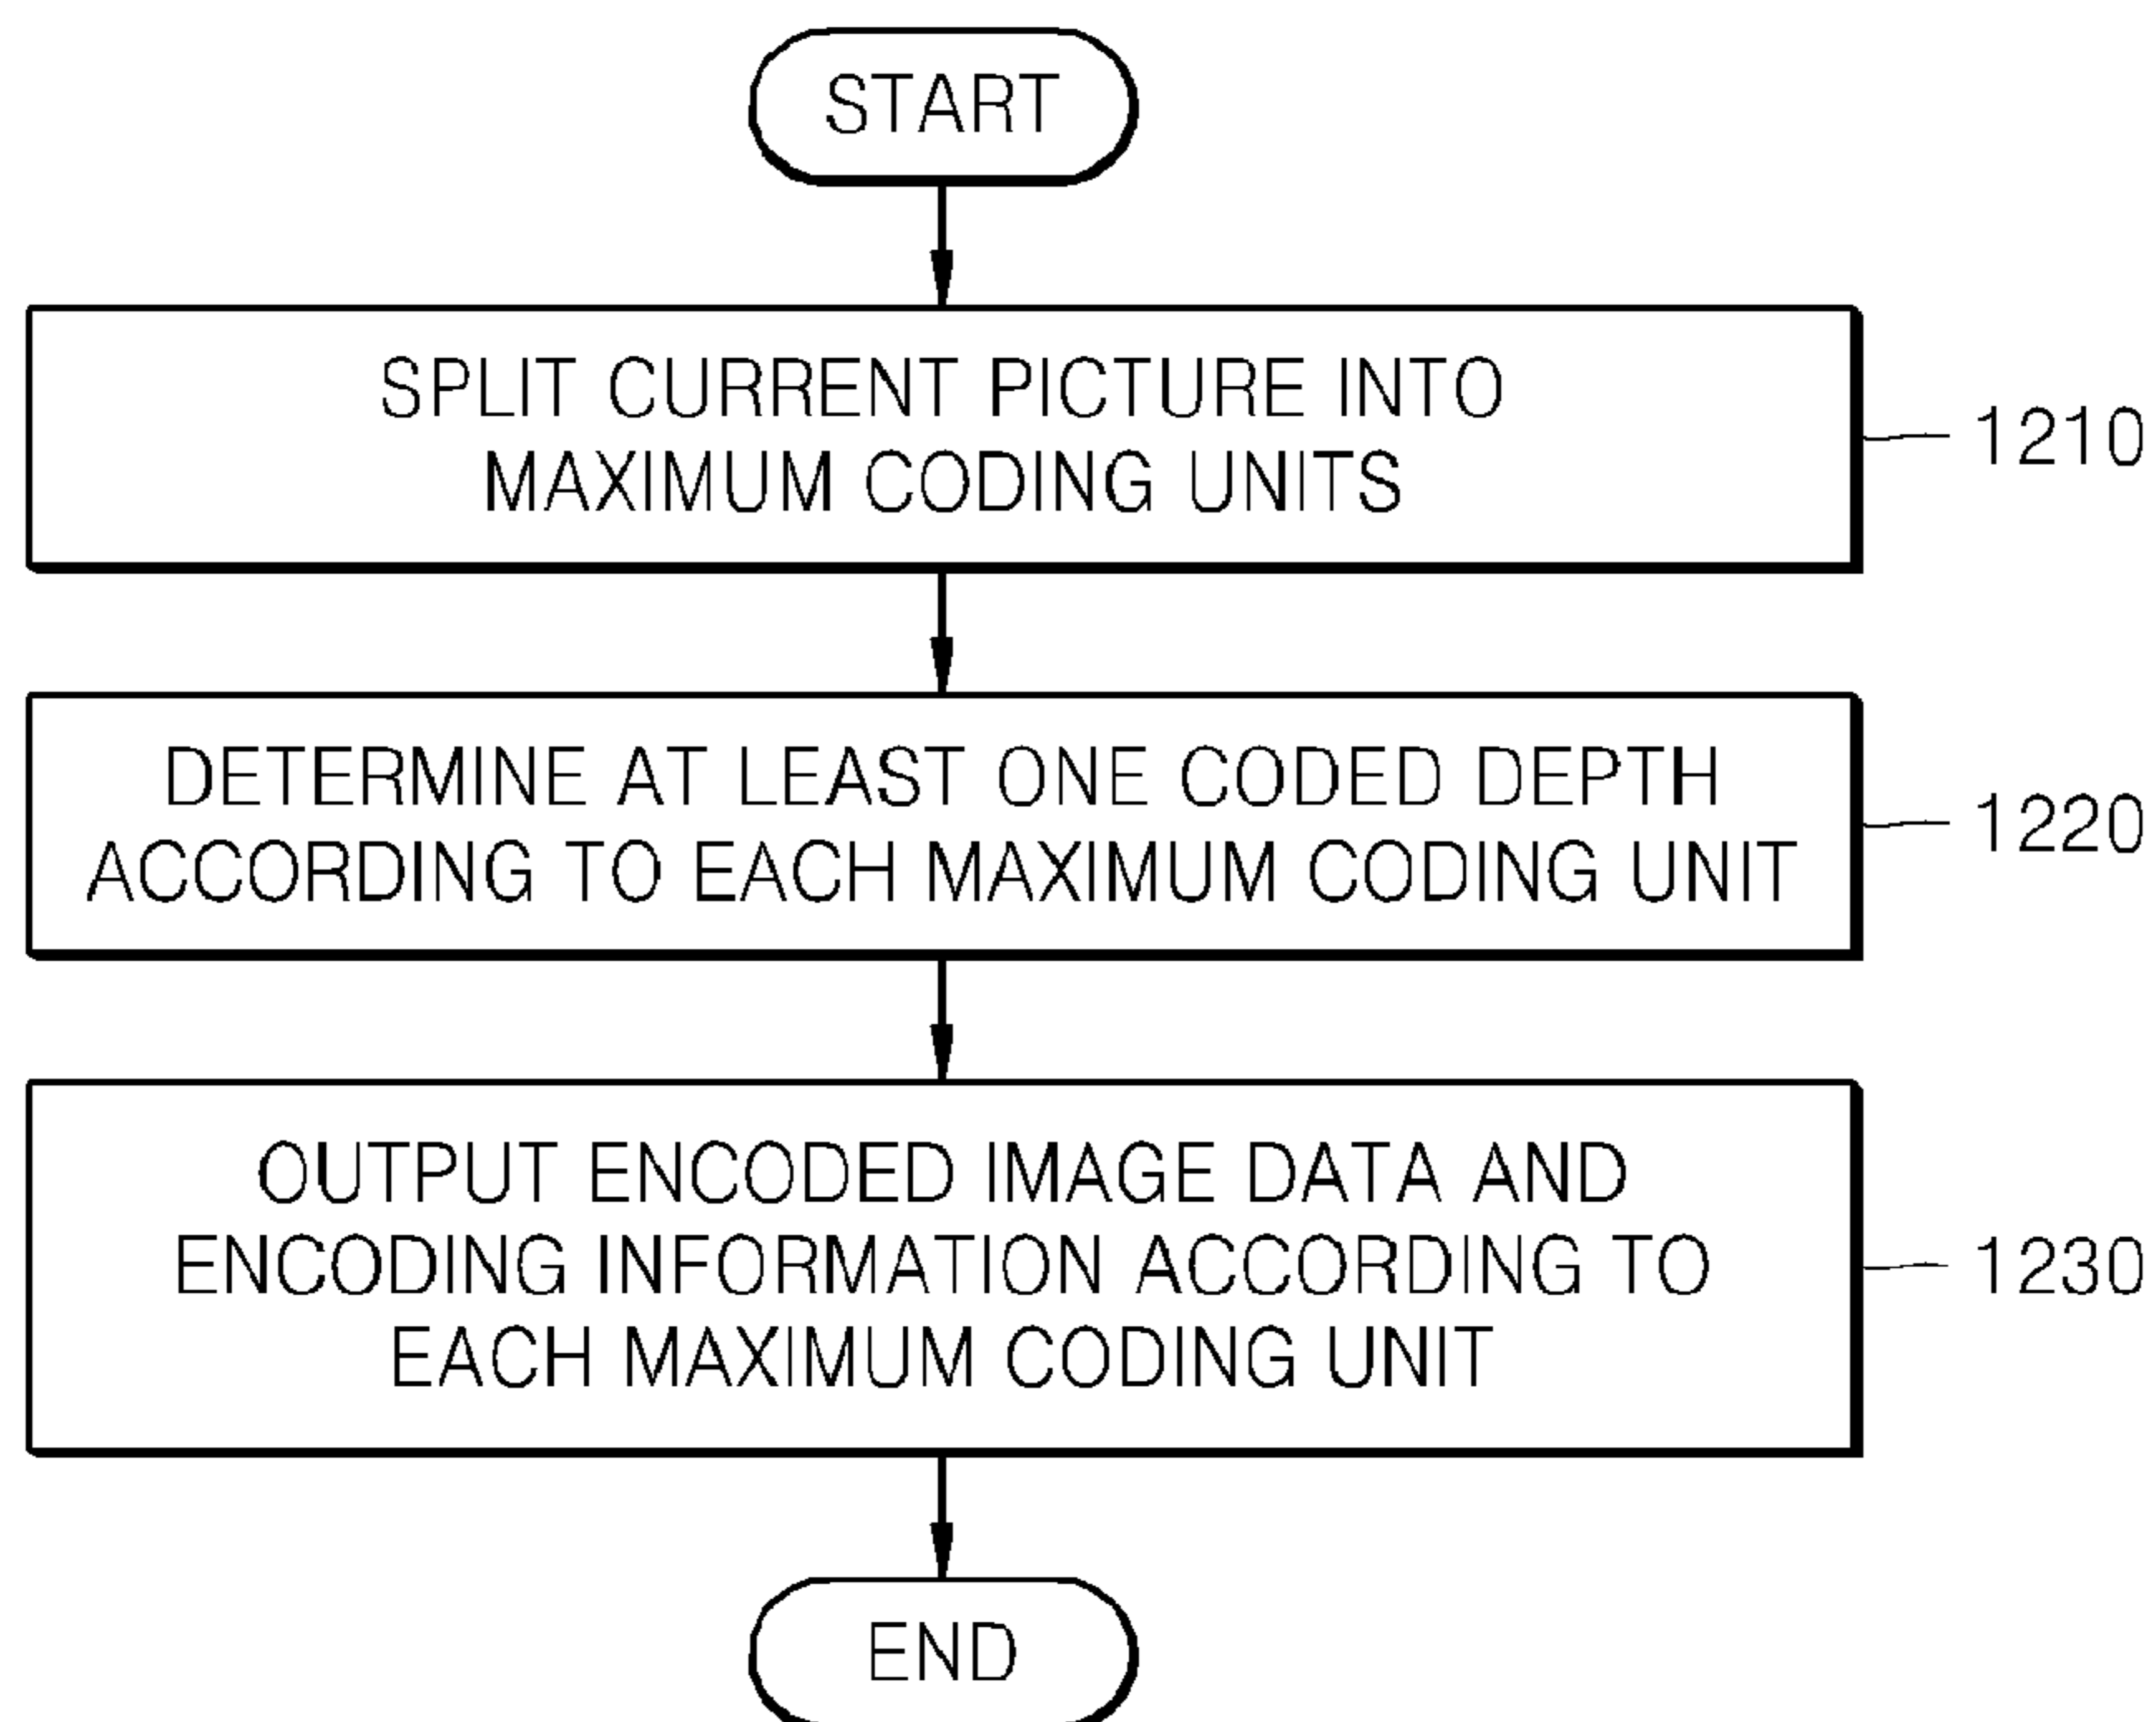 START
SPLIT CURRENT PICTURE INTO
MAXIMUM CODING UNITS
1210
DETERMINE AT LEAST ONE CODED DEPTH
ACCORDING TO EACH MAXIMUM CODING UNIT
1220
OUTPUT ENCODED IMAGE DATA AND
ENCODING INFORMATION ACCORDING TO
EACH MAXIMUM CODING UNIT
1230
END